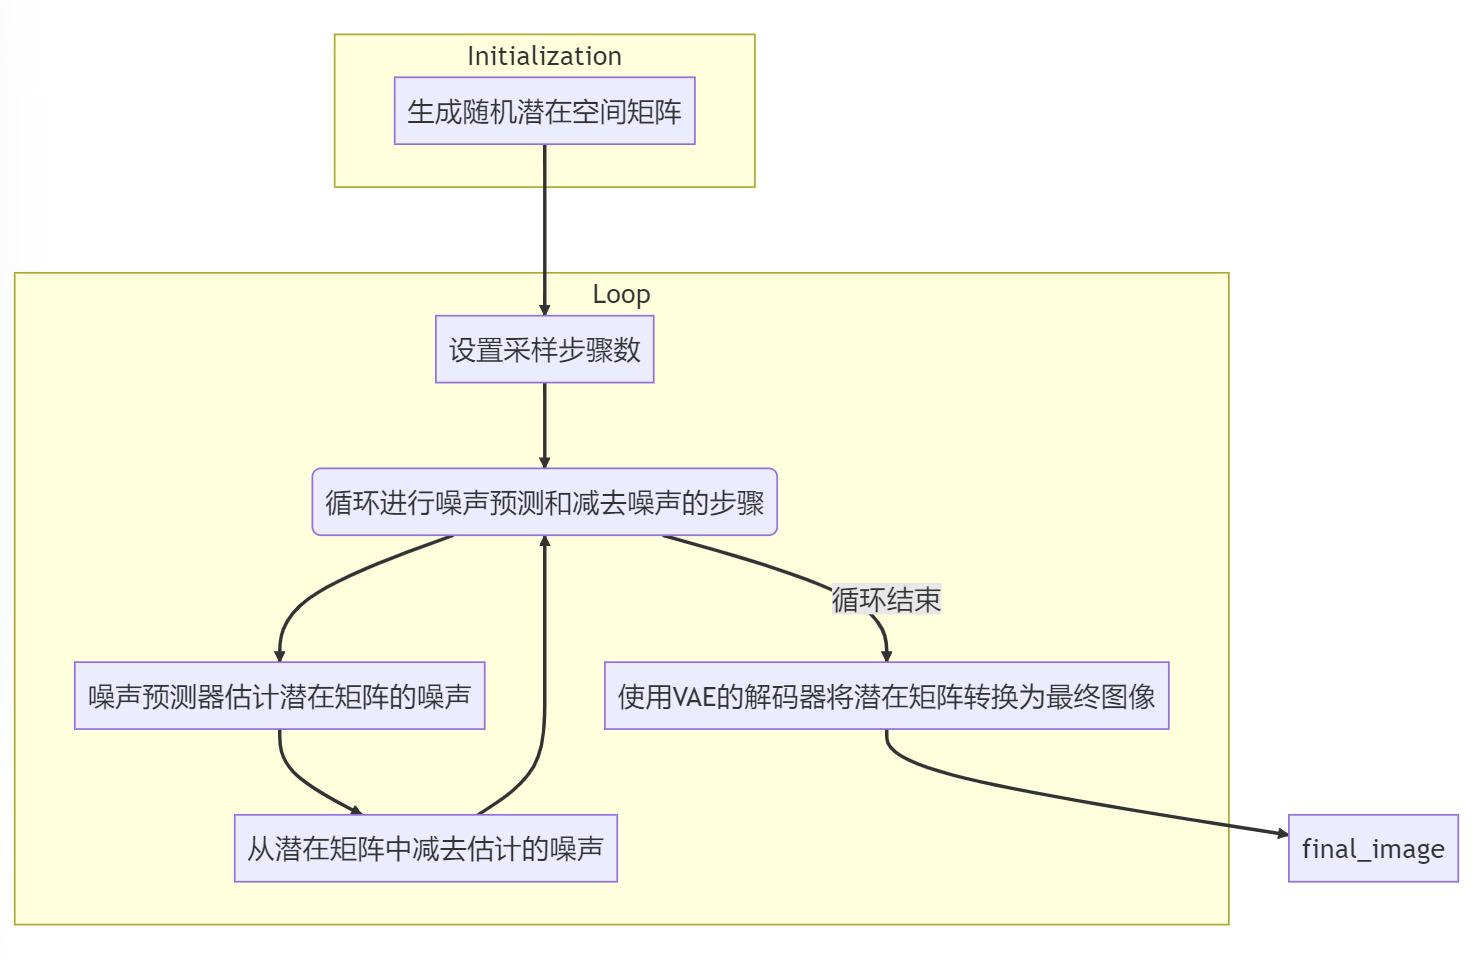 Initialization
生成随机潜在空间矩阵
Loop
设置采样步骤数
循环进行噪声预测和减去噪声的步骤
循环结束
噪声预测器估计潜在矩阵的噪声
使用VAE的解码器将潜在矩阵转换为最终图像
从潜在矩阵中减去估计的噪声
final_image